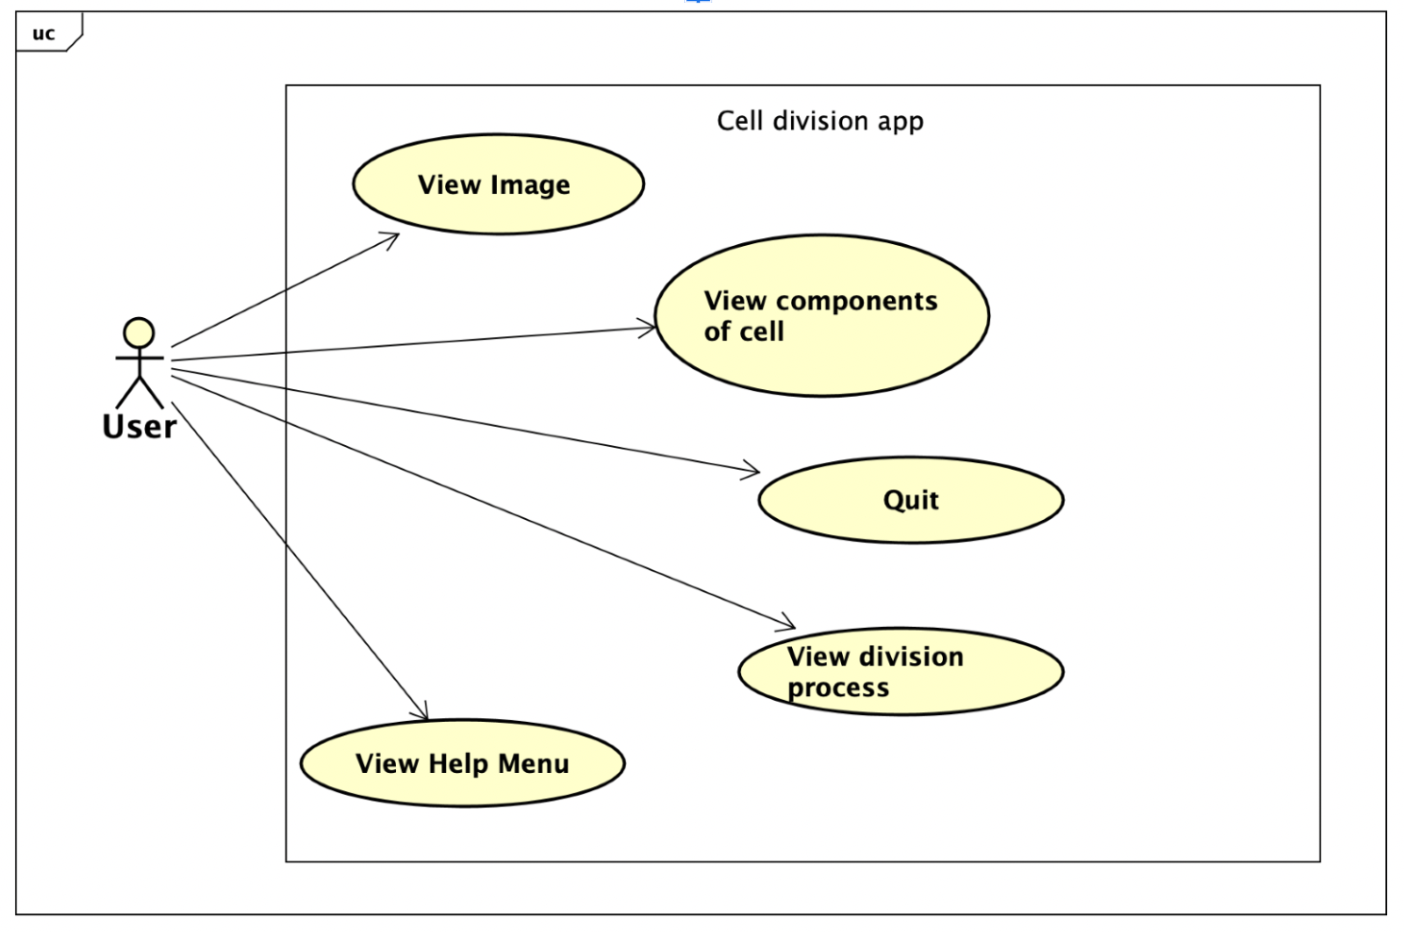 uc
Cell division app
View Image
View components
of cell
User
Quit
View division
process
View Help Menu